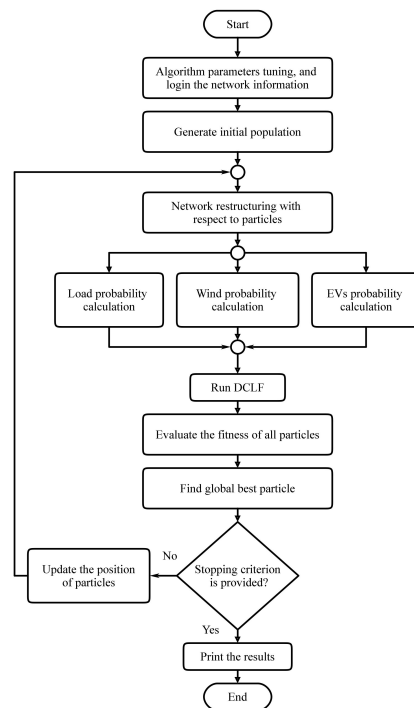 Start
Algorithm parameters tuning, and
login the network information
Generate initial population
Network restructuring with
respect to particles
Load probability
calculation
Wind probability
calculation
EVs probability
calculation
Run DCLF
Evaluate the fitness of all particles
Find global best particle
Stopping criterion
is provided?
No
Update the position
of particles
Yes
Print the results
End